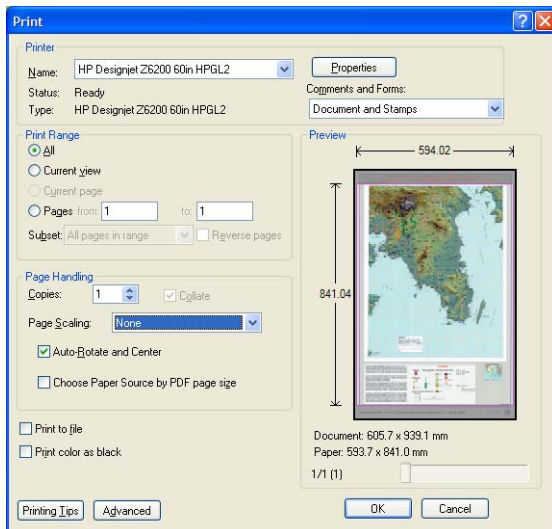 Print
Printer
Name: HP Designjet Z6200 60in HPGL2
Properties
Status: Ready
Type: HP Designjet Z6200 60in HPGL2
Comments and Forms:
Document and Stamps
Print Range
All
Current view
Current page
Pages from: 1 to: 1
Subset: All pages in range Reverse pages
Page Handling
Copies: 1 Collate
Page Scaling: None
Auto-Rotate and Center
Choose Paper Source by PDF page size
Print to file
Print color as black
Printing Tips Advanced
Preview
594.02
841.04
Document: 605.7 x 939.1 mm
Paper: 593.7 x 841.0 mm
1/1 (1)
OK Cancel